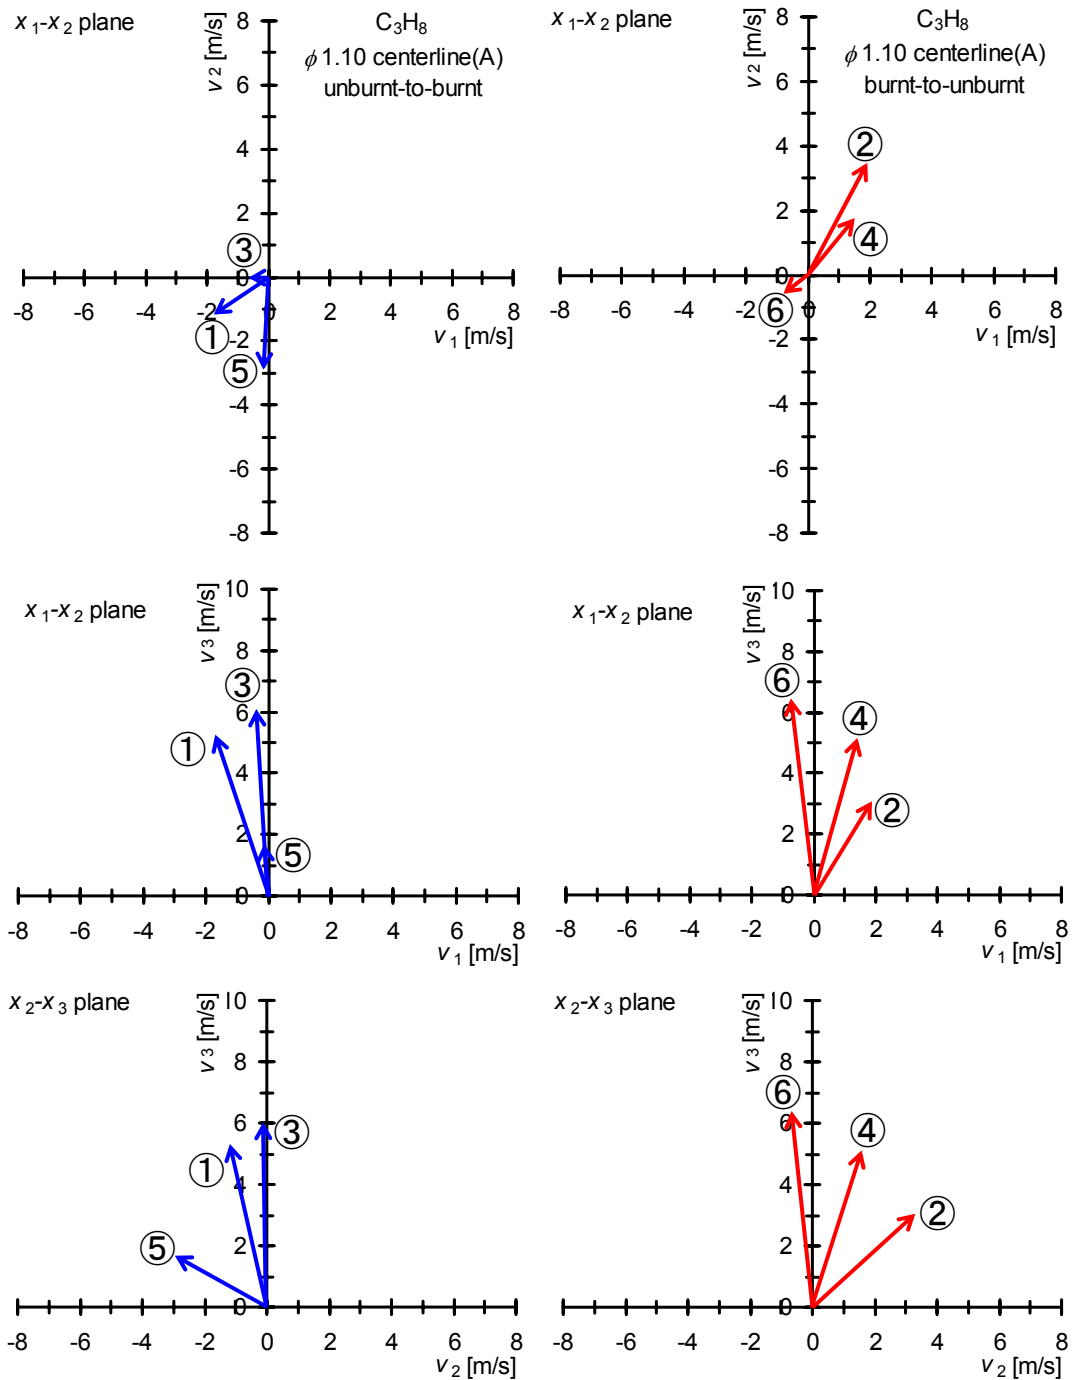 x1-x2 plane
v2 [m/s]
C3H8
ϕ 1.10 centerline(A)
unburnt-to-burnt
8
6
4
2
0
-2
-4
-6
-8
-8 -6 -4 -2 0 2 4 6 8
v1 [m/s]
③
①
⑤
x1-x2 plane
v2 [m/s]
C3H8
ϕ 1.10 centerline(A)
burnt-to-unburnt
8
6
4
2
0
-2
-4
-6
-8
-8 -6 -4 -2 0 2 4 6 8
v1 [m/s]
②
④
⑥
x1-x2 plane
v3 [m/s]
10
8
6
4
2
0
-8 -6 -4 -2 0 2 4 6 8
v1 [m/s]
③
①
⑤
x1-x2 plane
v3 [m/s]
10
8
6
4
2
0
-8 -6 -4 -2 0 2 4 6 8
v1 [m/s]
⑥
④
②
x2-x3 plane
v3 [m/s]
10
8
6
4
2
0
-8 -6 -4 -2 0 2 4 6 8
v2 [m/s]
③
①
⑤
x2-x3 plane
v3 [m/s]
10
8
6
4
2
0
-8 -6 -4 -2 0 2 4 6 8
v2 [m/s]
⑥
④
②